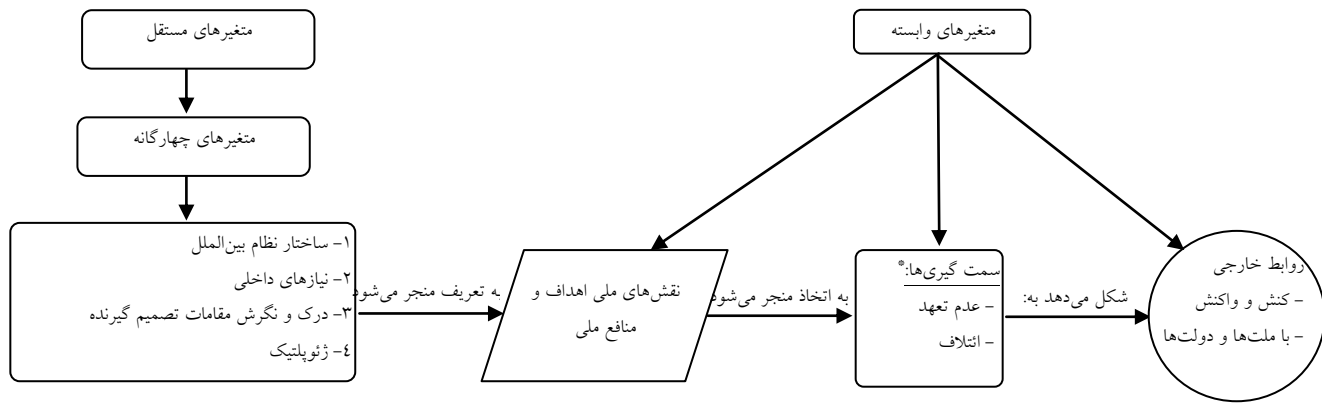 متغیرهای مستقل
متغیرهای چهارگانه
۱- ساختار نظام بین‌الملل
۲- نیازهای داخلی
۳- درک و نگرش مقامات تصمیم گیرنده
٤- ژئوپلتیک
به تعریف منجر می‌شود
متغیرهای وابسته
نقش‌های ملی اهداف و
منافع ملی
به اتخاذ منجر می‌شود
سمت گیری‌ها:*
- عدم تعهد
- ائتلاف
شکل می‌دهد به:
روابط خارجی
- کنش و واکنش
- با ملت‌ها و دولت‌ها